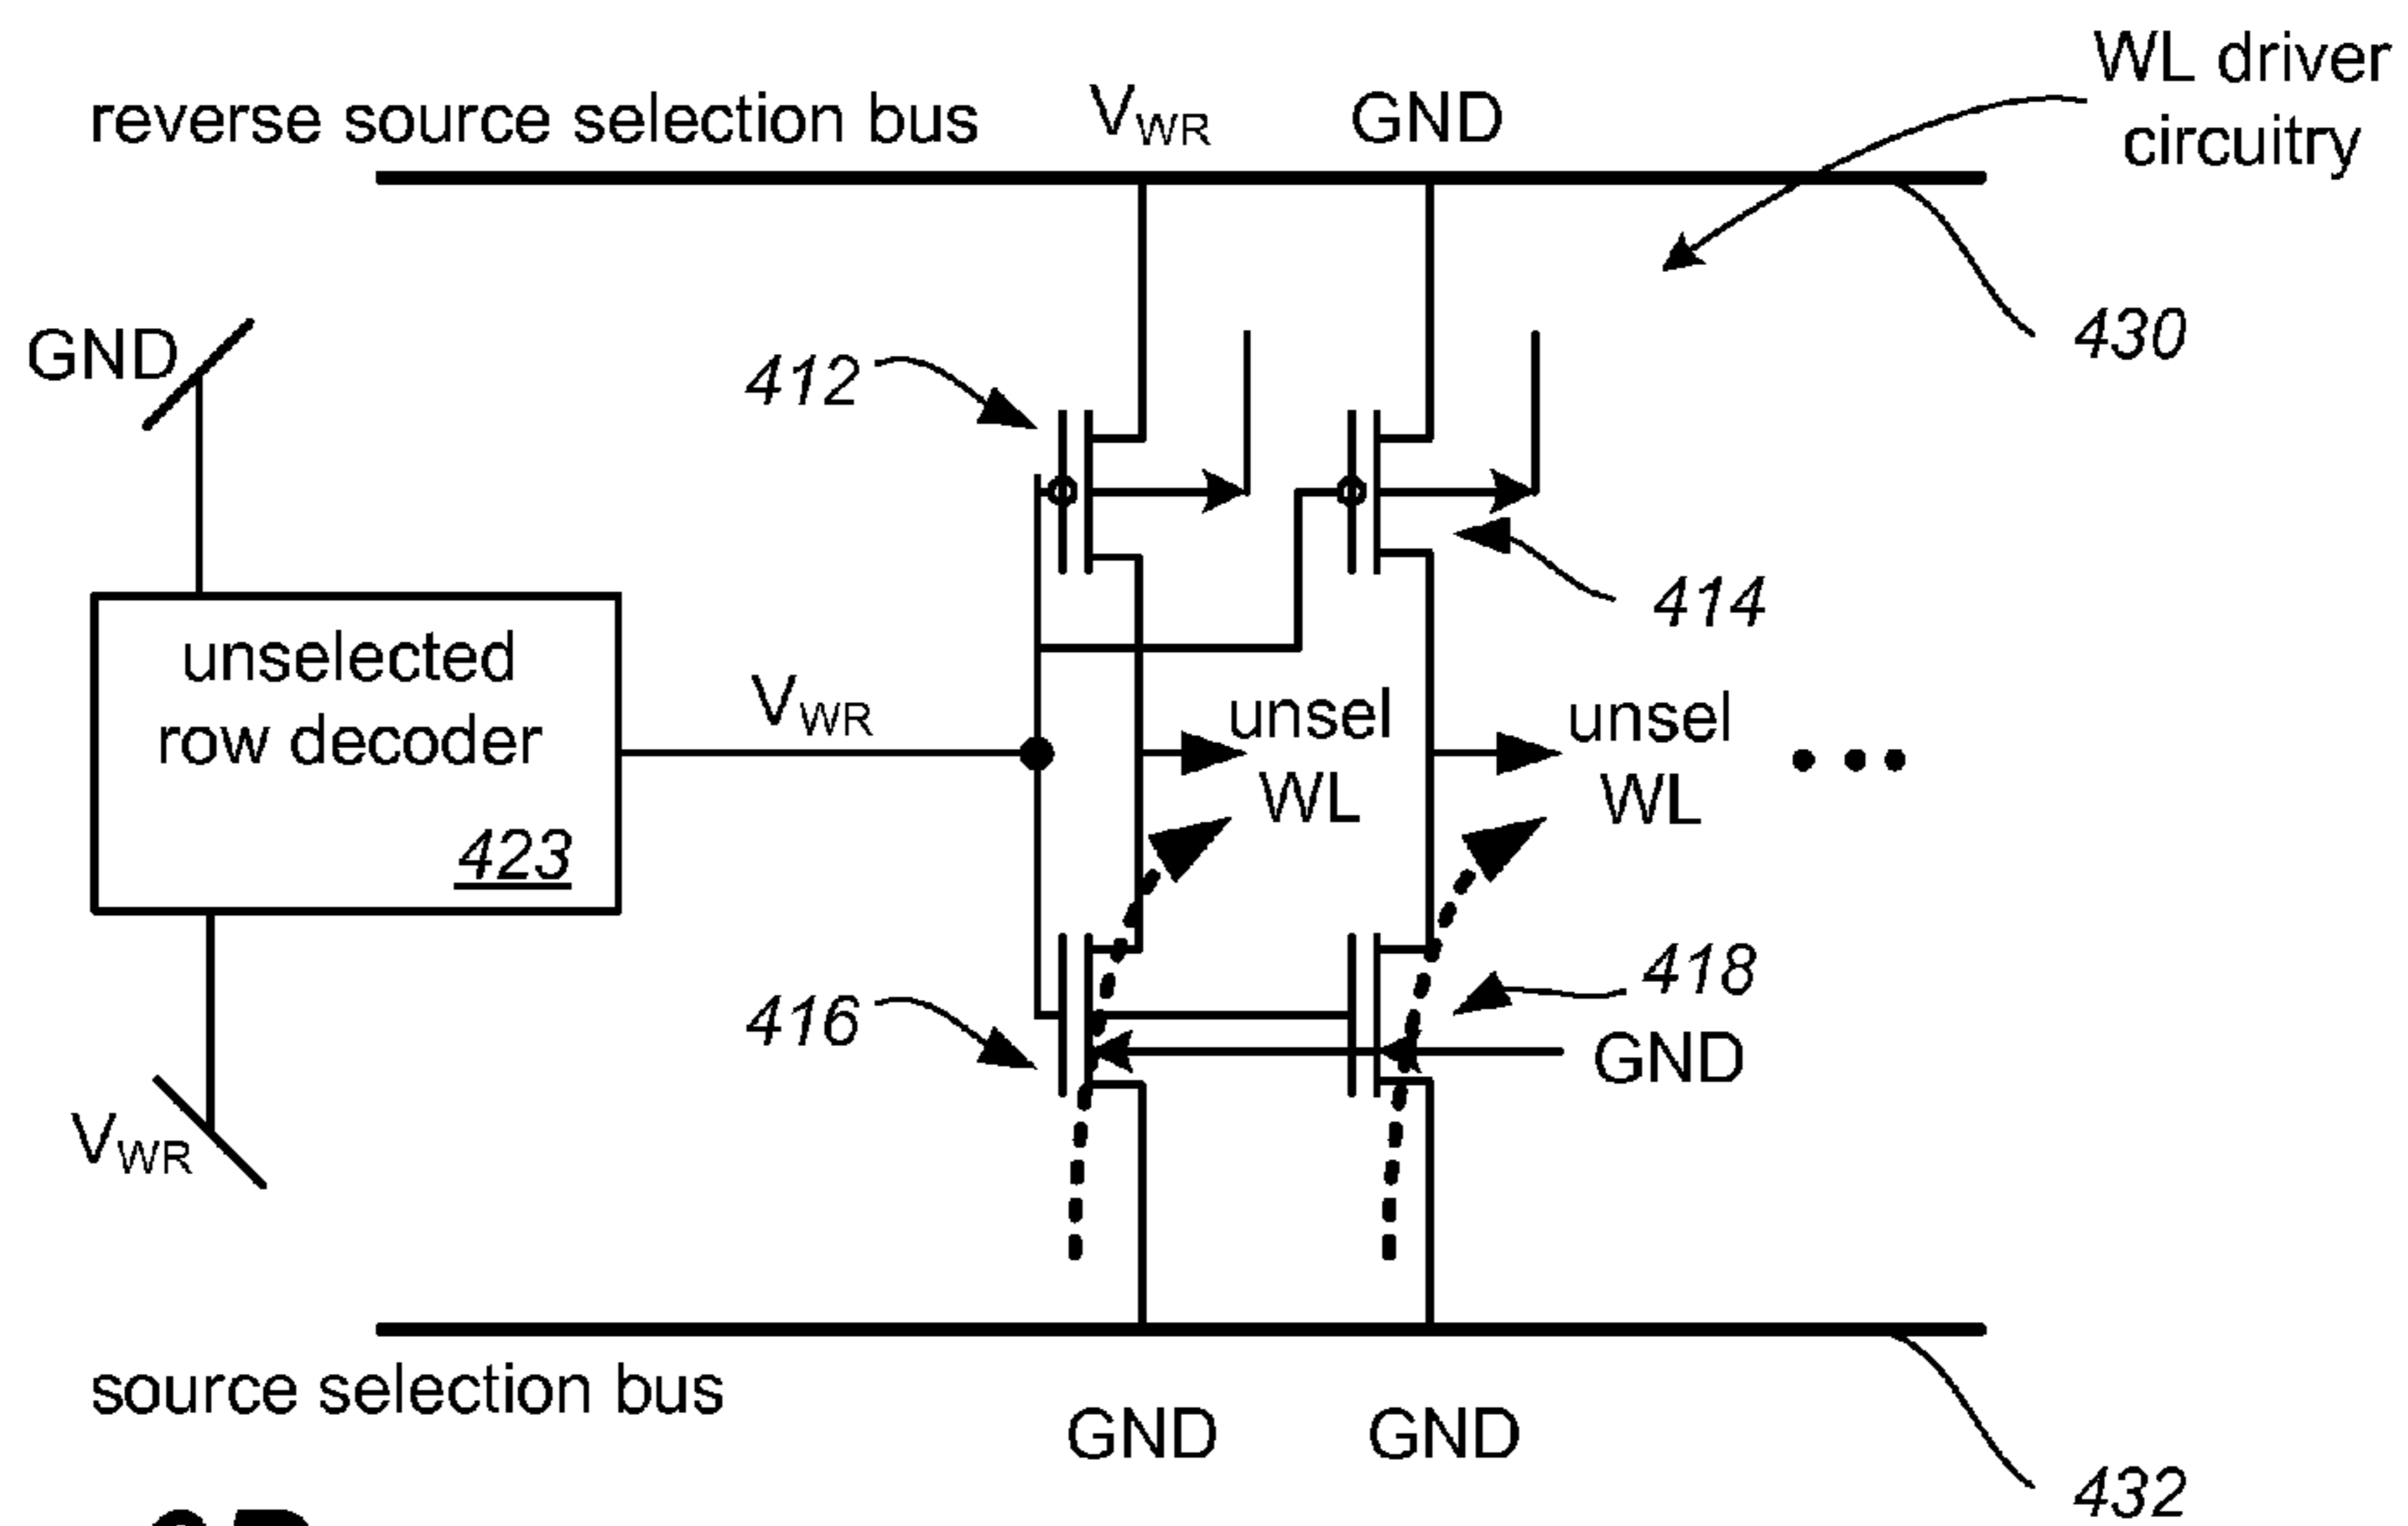 WL driver
circuitry
reverse source selection bus
VWR
GND
430
GND
412
414
unselected
row decoder
423
VWR
unsel
WL
unsel
WL
416
418
GND
VWR
source selection bus
GND
GND
432